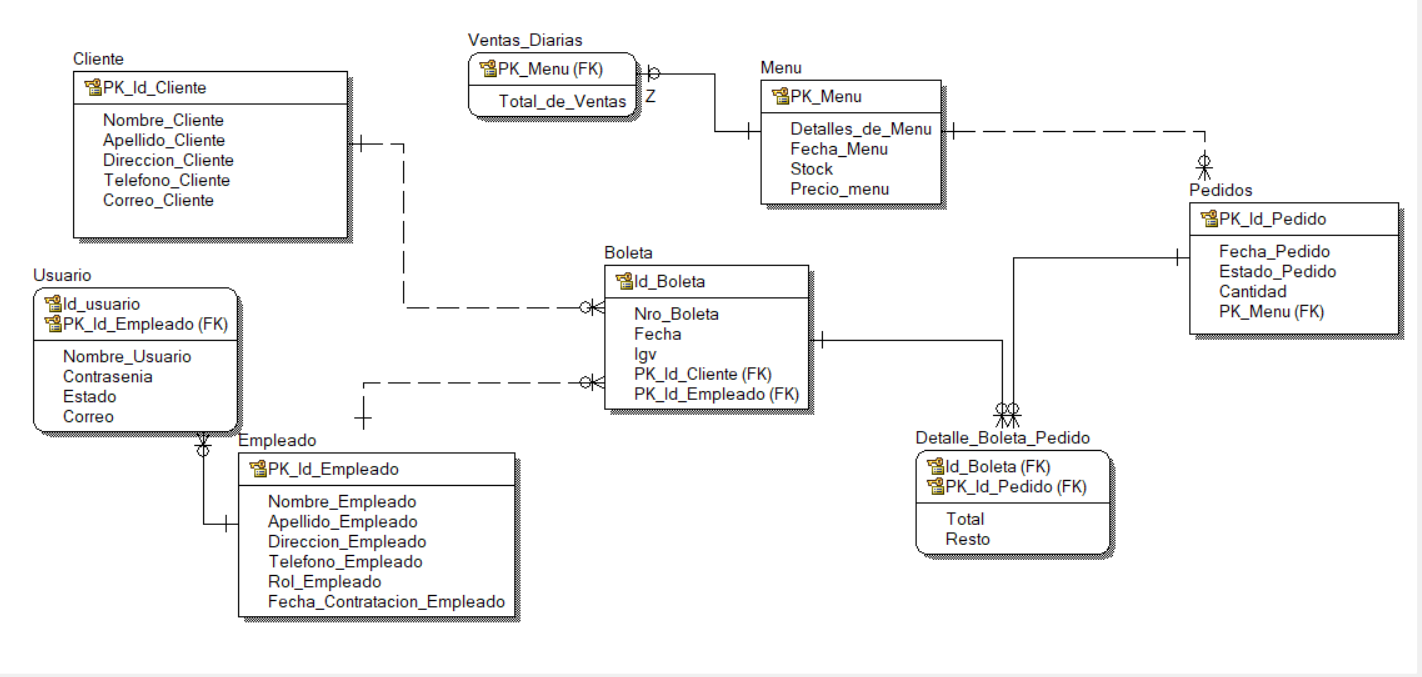 Cliente
PK_Id_Cliente
Nombre_Cliente
Apellido_Cliente
Direccion_Cliente
Telefono_Cliente
Correo_Cliente
Ventas_Diarias
PK_Menu (FK)
Total_de_Ventas
Z
Menu
PK_Menu
Detalles_de_Menu
Fecha_Menu
Stock
Precio_menu
Pedidos
PK_Id_Pedido
Fecha_Pedido
Estado_Pedido
Cantidad
PK_Menu (FK)
Usuario
Id_usuario
PK_Id_Empleado (FK)
Nombre_Usuario
Contrasenia
Estado
Correo
Boleta
Id_Boleta
Nro_Boleta
Fecha
Igv
PK_Id_Cliente (FK)
PK_Id_Empleado (FK)
Empleado
PK_Id_Empleado
Nombre_Empleado
Apellido_Empleado
Direccion_Empleado
Telefono_Empleado
Rol_Empleado
Fecha_Contratacion_Empleado
Detalle_Boleta_Pedido
Id_Boleta (FK)
PK_Id_Pedido (FK)
Total
Resto